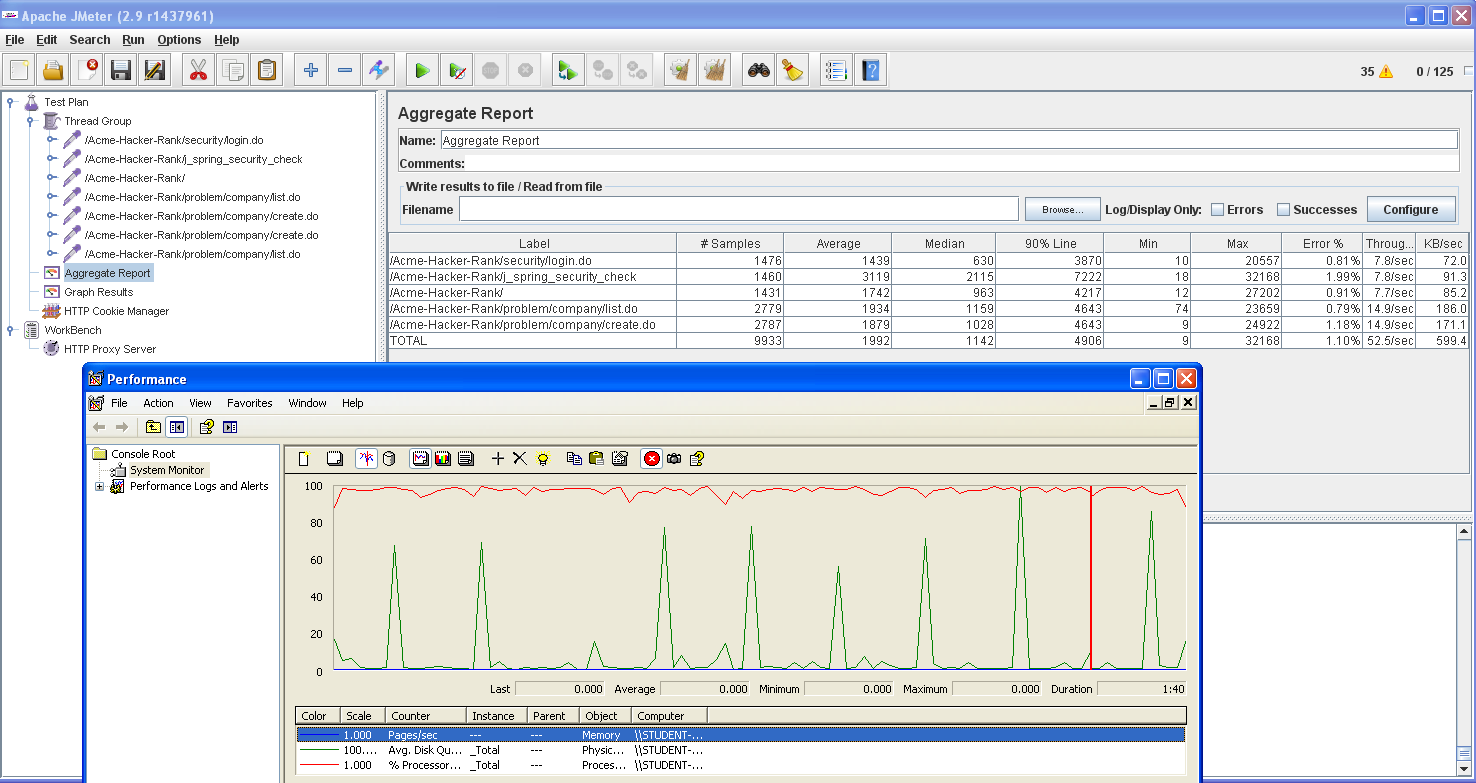 Apache JMeter (2.9 r1437961)
File Edit Search Run Options Help
35 0 / 125
Test Plan
Thread Group
/Acme-Hacker-Rank/security/login.do
/Acme-Hacker-Rank/j_spring_security_check
/Acme-Hacker-Rank/
/Acme-Hacker-Rank/problem/company/list.do
/Acme-Hacker-Rank/problem/company/create.do
/Acme-Hacker-Rank/problem/company/create.do
/Acme-Hacker-Rank/problem/company/list.do
Aggregate Report
Graph Results
HTTP Cookie Manager
WorkBench
HTTP Proxy Server
Aggregate Report
Name: Aggregate Report
Comments:
Write results to file / Read from file
Filename Browse... Log/Display Only: Errors Successes Configure
Label # Samples Average Median 90% Line Min Max Error % Throug... KB/sec
/Acme-Hacker-Rank/security/login.do 1476 1439 630 3870 10 20557 0.81% 7.8/sec 72.0
/Acme-Hacker-Rank/j_spring_security_check 1460 3119 2115 7222 18 32168 1.99% 7.8/sec 91.3
/Acme-Hacker-Rank/ 1431 1742 963 4217 12 27202 0.91% 7.7/sec 85.2
/Acme-Hacker-Rank/problem/company/list.do 2779 1934 1159 4643 74 23659 0.79% 14.9/sec 186.0
/Acme-Hacker-Rank/problem/company/create.do 2787 1879 1028 4643 9 24922 1.18% 14.9/sec 171.1
TOTAL 9933 1992 1142 4906 9 32168 1.10% 52.5/sec 599.4
Performance
File Action View Favorites Window Help
Console Root
System Monitor
Performance Logs and Alerts
100
80
60
40
20
0
Last 0.000 Average 0.000 Minimum 0.000 Maximum 0.000 Duration 1:40
Color Scale Counter Instance Parent Object Computer
1.000 Pages/sec --- --- Memory \\STUDENT-...
100.... Avg. Disk Qu... _Total --- Physic... \\STUDENT-...
1.000 % Processor... _Total --- Proces... \\STUDENT-...